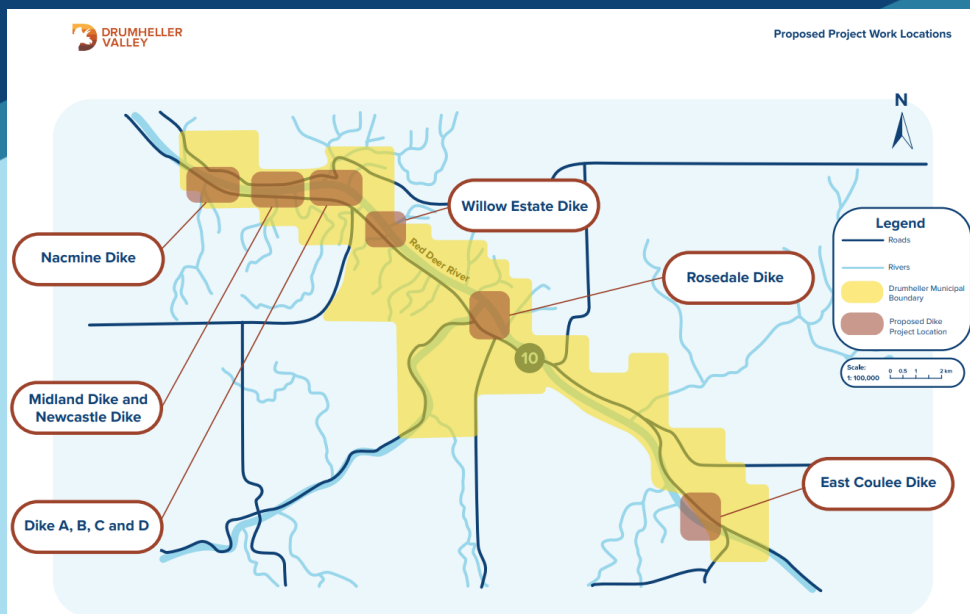 DRUMHELLER
VALLEY
Proposed Project Work Locations
N
Willow Estate Dike
Nacmine Dike
Red Deer River
Rosedale Dike
Legend
Roads
Rivers
Drumheller Municipal
Boundary
Proposed Dike
Project Location
10
Scale:
1: 100,000
0 0.5 1 2 km
Midland Dike and
Newcastle Dike
East Coulee Dike
Dike A, B, C and D